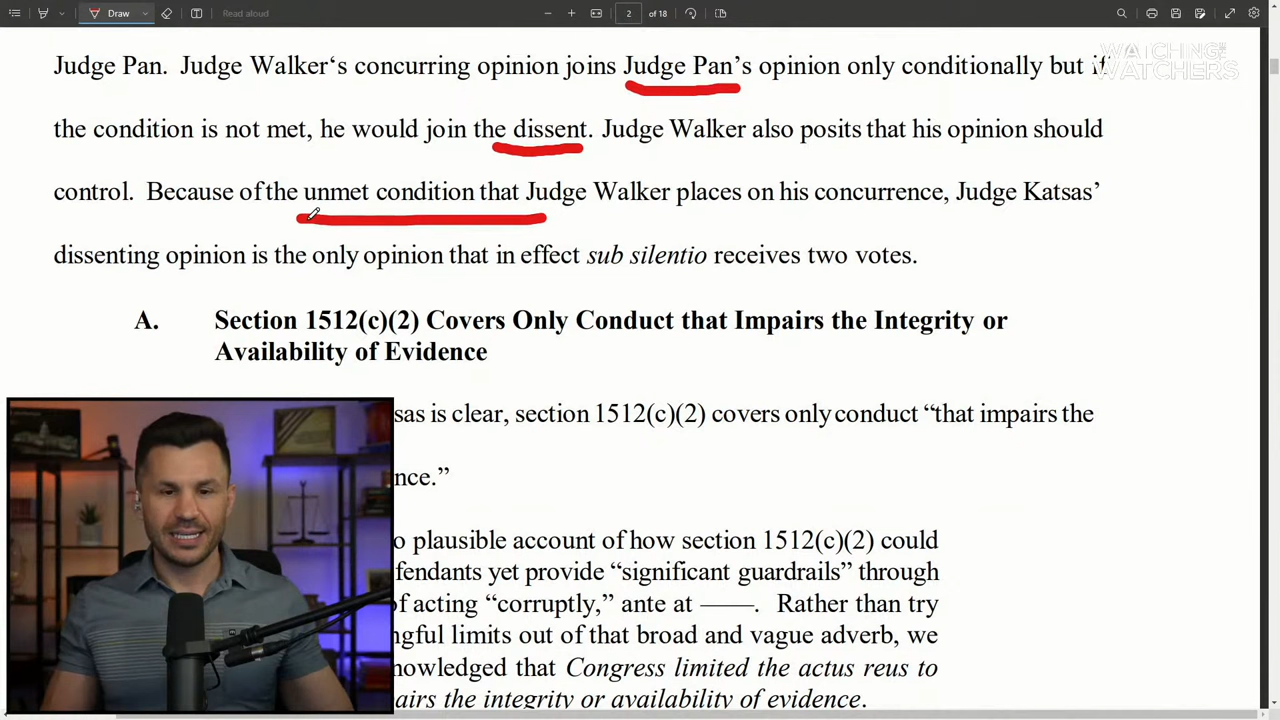 Draw
Read aloud
2 of 18
WATCHING THE
WATCHERS
Judge Pan. Judge Walker‘s concurring opinion joins Judge Pan’s opinion only conditionally but if
the condition is not met, he would join the dissent. Judge Walker also posits that his opinion should
control. Because of the unmet condition that Judge Walker places on his concurrence, Judge Katsas’
dissenting opinion is the only opinion that in effect sub silentio receives two votes.
A. Section 1512(c)(2) Covers Only Conduct that Impairs the Integrity or
Availability of Evidence
sas is clear, section 1512(c)(2) covers only conduct “that impairs the
nce.”
o plausible account of how section 1512(c)(2) could
fendants yet provide “significant guardrails” through
of acting “corruptly,” ante at ——. Rather than try
ngful limits out of that broad and vague adverb, we
nowledged that Congress limited the actus reus to
pairs the integrity or availability of evidence.